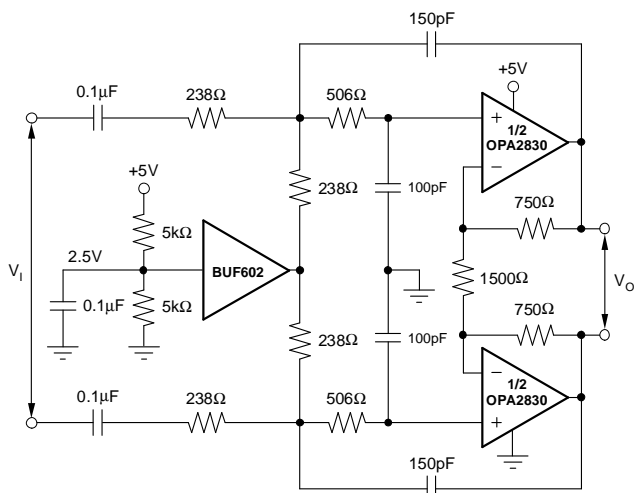 150pF
+5V
0.1µF
238Ω
506Ω
+
1/2
OPA2830
−
238Ω
100pF
750Ω
+5V
5kΩ
2.5V
BUF602
1500Ω
V_I
V_O
0.1µF
5kΩ
238Ω
100pF
750Ω
−
1/2
OPA2830
+
0.1µF
238Ω
506Ω
150pF